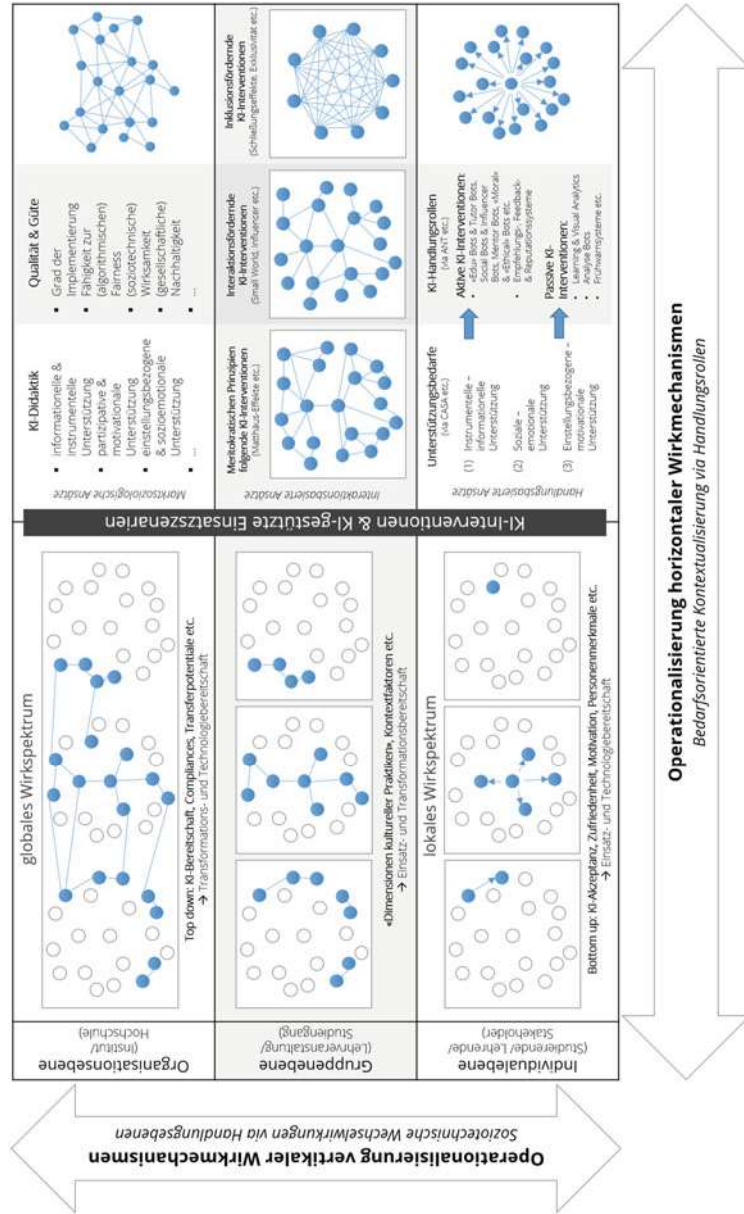 Operationalisierung vertikaler Wirkmechanismen
Soziotechnische Wechselwirkungen via Handlungsebenen
Organisationsebene
(Institut/
Hochschule)
globales Wirkspektrum
Top down: KI-Bereitschaft, Compliances, Transferpotentiale etc.
→ Transformations- und Technologiebereitschaft
Gruppenebene
(Lehrveranstaltung/
Studiengang)
«Dimensionen kultureller Praktiken», Kontextfaktoren etc.
→ Einsatz- und Transformationsbereitschaft
Individualebene
(Studierende/ Lehrende/
Stakeholder)
lokales Wirkspektrum
Bottom up: KI-Akzeptanz, Zufriedenheit, Motivation, Personenmerkmale etc.
→ Einsatz- und Technologiebereitschaft
KI-Interventionen & KI-gestützte Einsatzszenarien
Marktsoziologische Ansätze
KI-Didaktik
▪ informationelle &
instrumentelle
Unterstützung
▪ partizipative &
motivationale
Unterstützung
▪ einstellungsbezogene
& sozioemotionale
Unterstützung
▪ ...
Qualität & Güte
▪ Grad der
Implementierung
▪ Fähigkeit zur
(algorithmischen)
Fairness
▪ (soziotechnische)
Wirksamkeit
▪ (gesellschaftliche)
Nachhaltigkeit
▪ ...
Interaktionsbasierte Ansätze
Meritokratischen Prinzipien
folgende KI-Interventionen
(Matthäus-Effekte etc.)
Interaktionsfördernde
KI-Interventionen
(Small World, Influencer etc.)
Inklusionsfördernde
KI-Interventionen
(Schließungseffekte, Exklusivität etc.)
Handlungsbasierte Ansätze
Unterstützungsbedarfe
(via CASA etc.)
(1) Instrumentelle –
informationelle
Unterstützung
(2) Soziale –
emotionale
Unterstützung
(3) Einstellungsbezogene –
motivationale
Unterstützung
KI-Handlungsrollen
(via ANT etc.)
Aktive KI-Interventionen:
• «Edu» Bots & Tutor Bots,
Social Bots & Influencer
Bots, Mentor Bots, «Moral»
& «Ethical» Bots etc.
• Empfehlungs-, Feedback-
& Reputationssysteme
Passive KI-
Interventionen:
• Learning & Visual Analytics
• Analyse Bots
• Frühwarnsysteme etc.
Operationalisierung horizontaler Wirkmechanismen
Bedarfsorientierte Kontextualisierung via Handlungsrollen